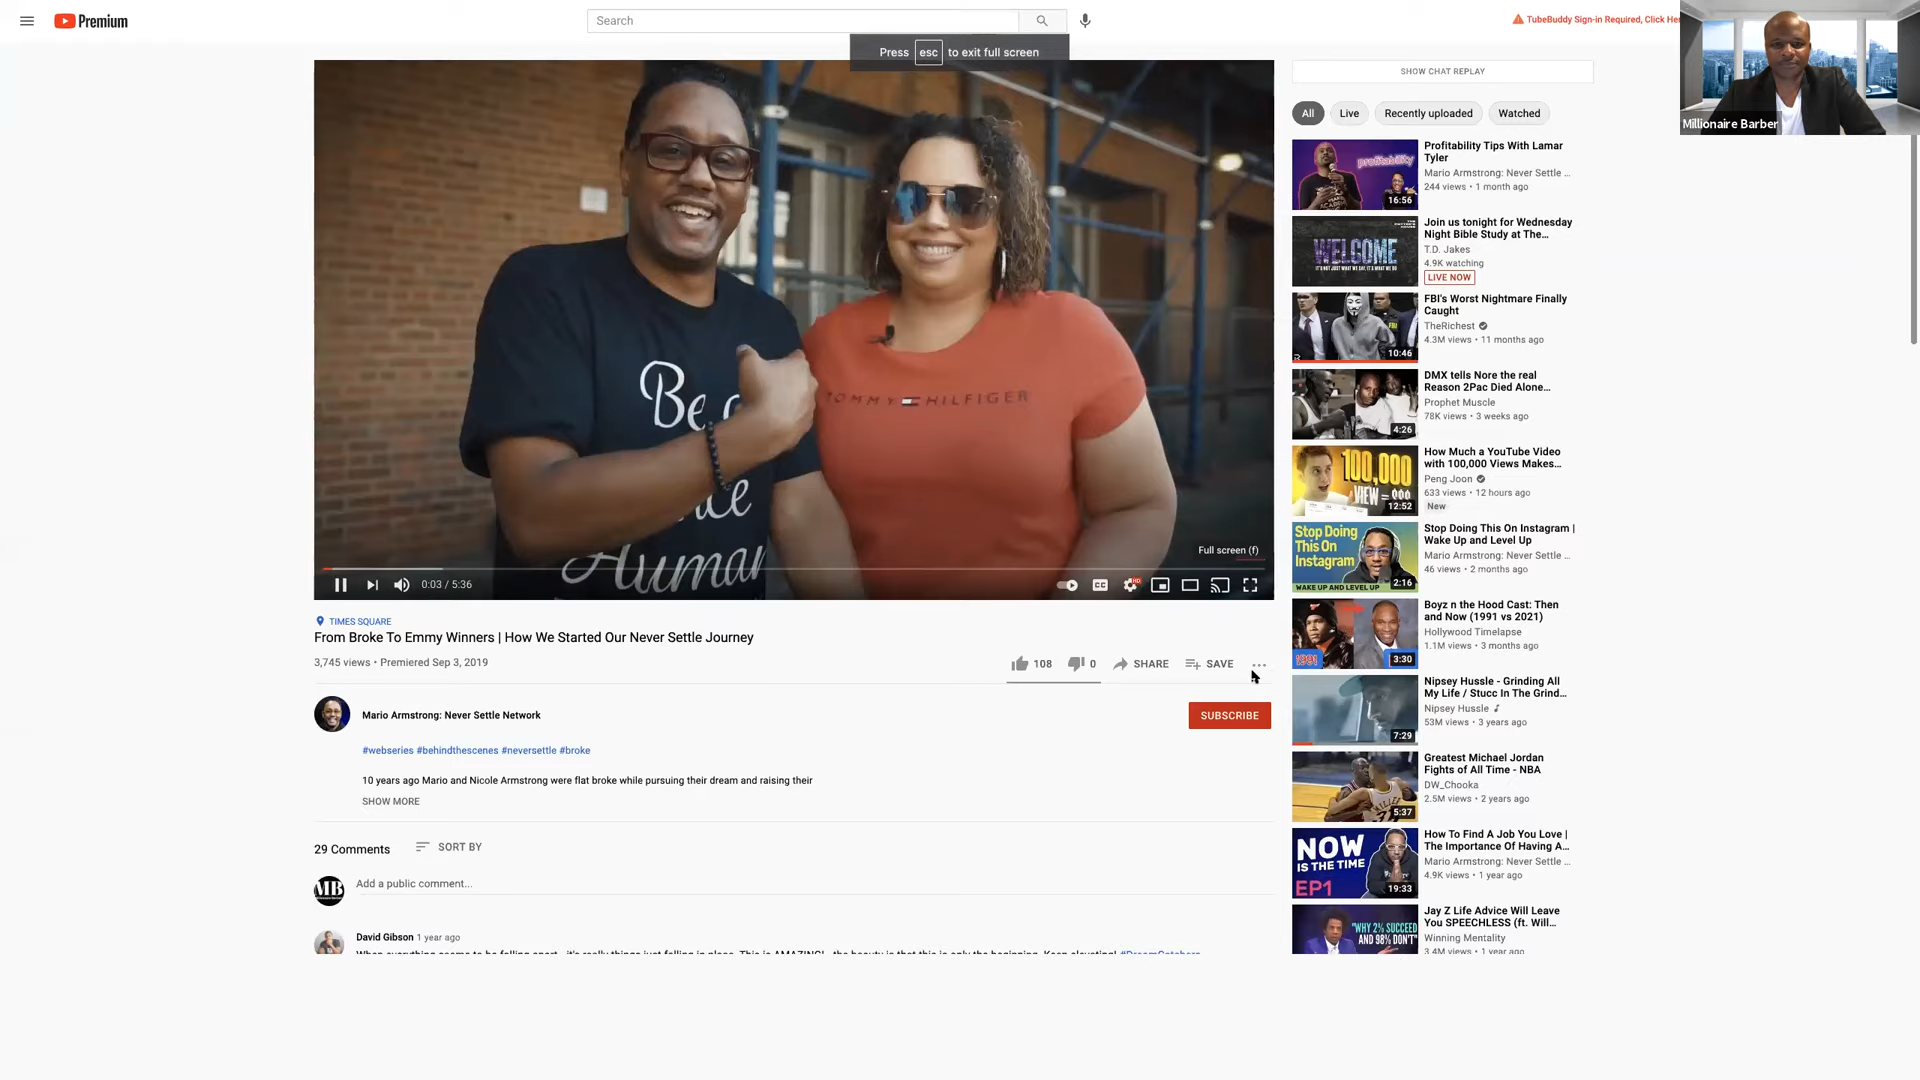 Premium
Search
TubeBuddy Sign-in Required, Click
Press esc to exit full screen
Millionaire Barber
Be
TOMMY HILFIGER
Human
Full screen (f)
0:03 / 5:36
CC
HD
TIMES SQUARE
From Broke To Emmy Winners | How We Started Our Never Settle Journey
3,745 views • Premiered Sep 3, 2019
108
0
SHARE
SAVE
Mario Armstrong: Never Settle Network
SUBSCRIBE
#webseries #behindthescenes #neversettle #broke
10 years ago Mario and Nicole Armstrong were flat broke while pursuing their dream and raising their
SHOW MORE
29 Comments
SORT BY
MB
Add a public comment...
David Gibson 1 year ago
SHOW CHAT REPLAY
All
Live
Recently uploaded
Watched
profitability
16:56
Profitability Tips With Lamar
Tyler
Mario Armstrong: Never Settle ...
244 views • 1 month ago
WELCOME
Join us tonight for Wednesday
Night Bible Study at The...
T.D. Jakes
4.9K watching
LIVE NOW
10:46
FBI's Worst Nightmare Finally
Caught
TheRichest
4.3M views • 11 months ago
4:26
DMX tells Nore the real
Reason 2Pac Died Alone...
Prophet Muscle
78K views • 3 weeks ago
100,000
VIEW = $$$
12:52
How Much a YouTube Video
with 100,000 Views Makes...
Peng Joon
633 views • 12 hours ago
New
Stop Doing
This On
Instagram
WAKE UP AND LEVEL UP
2:16
Stop Doing This On Instagram |
Wake Up and Level Up
Mario Armstrong: Never Settle ...
46 views • 2 months ago
1991
3:30
Boyz n the Hood Cast: Then
and Now (1991 vs 2021)
Hollywood Timelapse
1.1M views • 3 months ago
7:29
Nipsey Hussle - Grinding All
My Life / Stucc In The Grind...
Nipsey Hussle
53M views • 3 years ago
5:37
Greatest Michael Jordan
Fights of All Time - NBA
DW_Chooka
2.5M views • 2 years ago
NOW
IS THE TIME
EP1
19:33
How To Find A Job You Love |
The Importance Of Having A...
Mario Armstrong: Never Settle ...
4.9K views • 1 year ago
"WHY 2% SUCCEED
AND 98% DON'T"
Jay Z Life Advice Will Leave
You SPEECHLESS (ft. Will...
Winning Mentality
3.4M views • 1 year ago